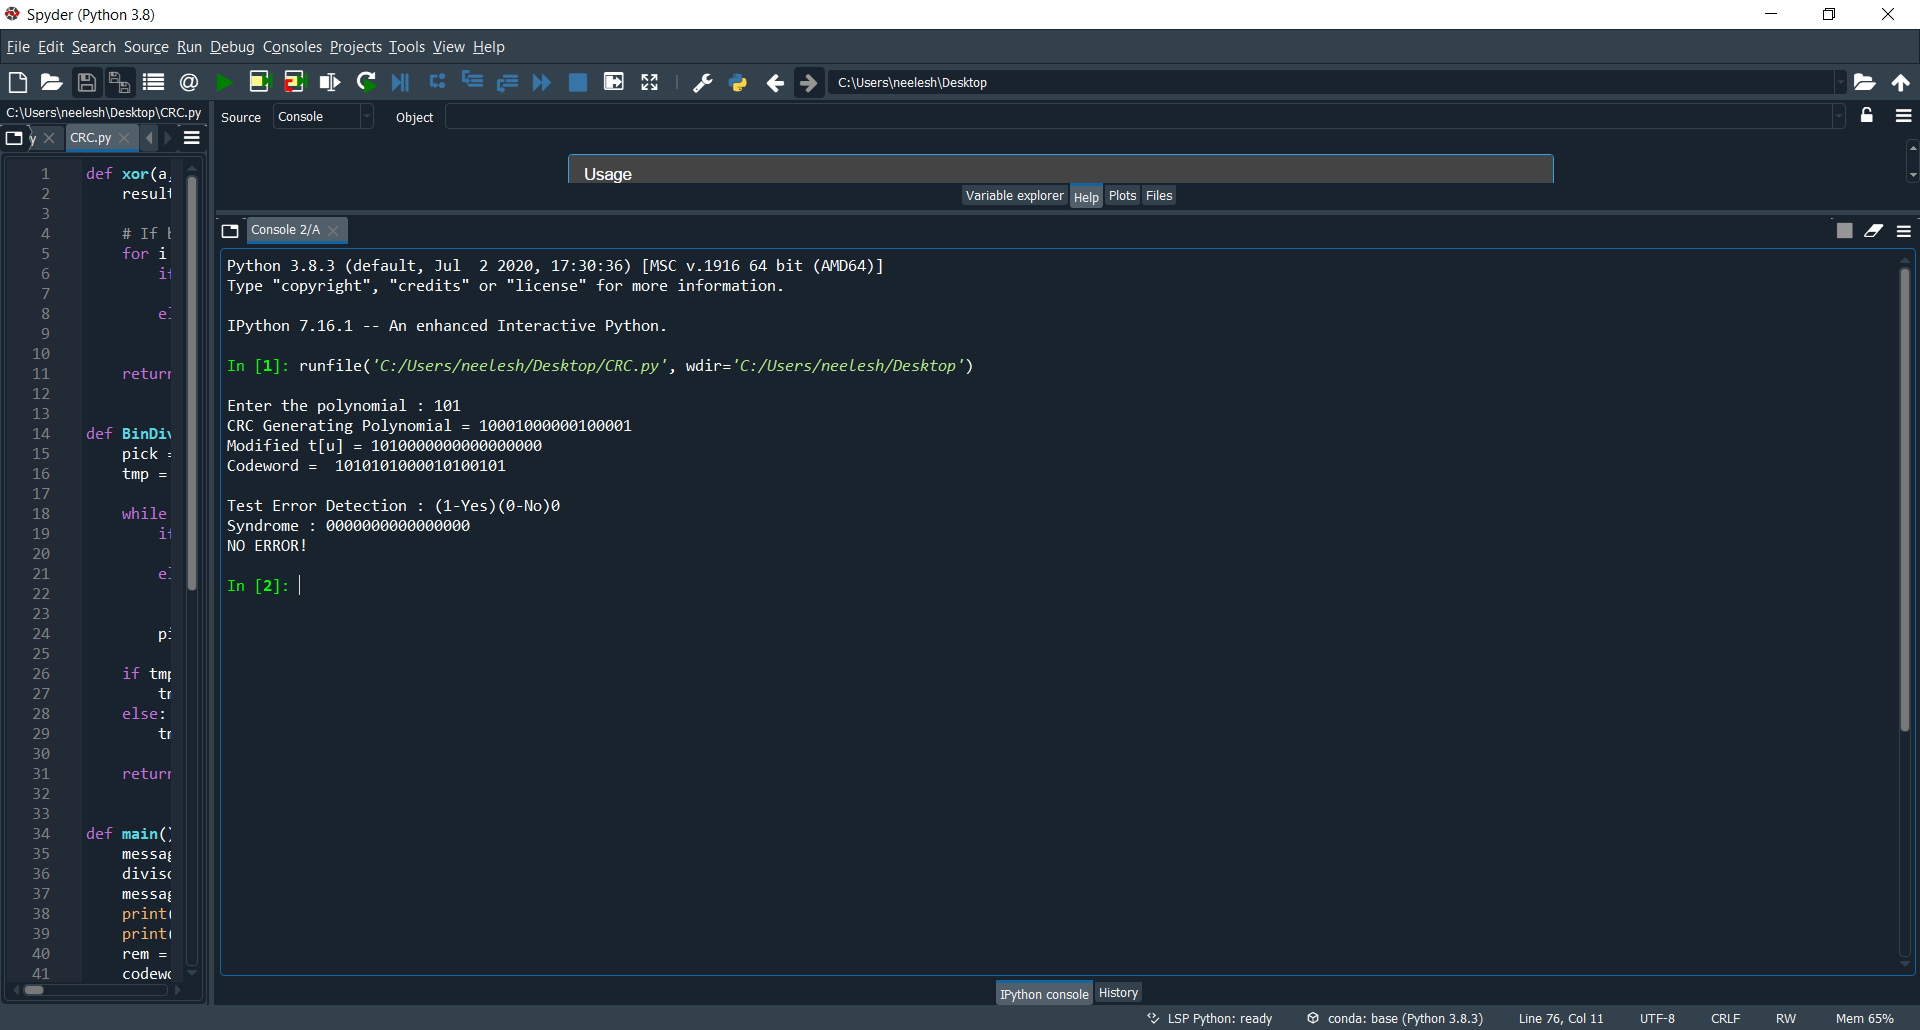 Spyder (Python 3.8)
File Edit Search Source Run Debug Consoles Projects Tools View Help
C:\Users\neelesh\Desktop
C:\Users\neelesh\Desktop\CRC.py
y CRC.py
Source Console Object
Usage
Variable explorer Help Plots Files
1 def xor(a,
2 result
3
4 # If b
5 for i
6 if
7
8 el
9
10
11 return
12
13
14 def BinDiv
15 pick =
16 tmp =
17
18 while
19 if
20
21 el
22
23
24 pi
25
26 if tmp
27 tm
28 else:
29 tm
30
31 return
32
33
34 def main()
35 messag
36 diviso
37 messag
38 print(
39 print(
40 rem =
41 codewo
Console 2/A
Python 3.8.3 (default, Jul  2 2020, 17:30:36) [MSC v.1916 64 bit (AMD64)]
Type "copyright", "credits" or "license" for more information.
IPython 7.16.1 -- An enhanced Interactive Python.
In [1]: runfile('C:/Users/neelesh/Desktop/CRC.py', wdir='C:/Users/neelesh/Desktop')
Enter the polynomial : 101
CRC Generating Polynomial = 10001000000100001
Modified t[u] = 1010000000000000000
Codeword =  1010101000010100101
Test Error Detection : (1-Yes)(0-No)0
Syndrome : 0000000000000000
NO ERROR!
In [2]:
IPython console History
LSP Python: ready conda: base (Python 3.8.3) Line 76, Col 11 UTF-8 CRLF RW Mem 65%